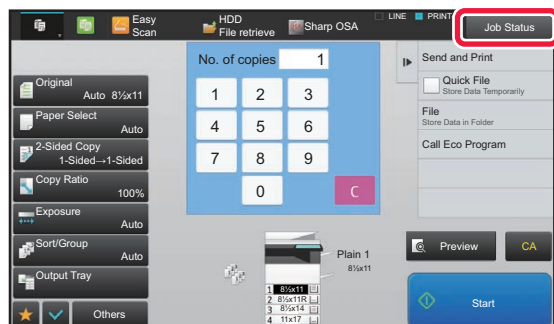 Easy
Scan
HDD
File retrieve
Sharp OSA
LINE
PRINT
Job Status
Original
Auto 8½x11
Paper Select
Auto
2-Sided Copy
1-Sided→1-Sided
Copy Ratio
100%
Exposure
Auto
Sort/Group
Auto
Output Tray
Others
No. of copies 1
1 2 3
4 5 6
7 8 9
0 C
Plain 1
8½x11
1 8½x11
2 8½x11R
3 8½x14
4 11x17
Send and Print
Quick File
Store Data Temporarily
File
Store Data in Folder
Call Eco Program
Preview
CA
Start